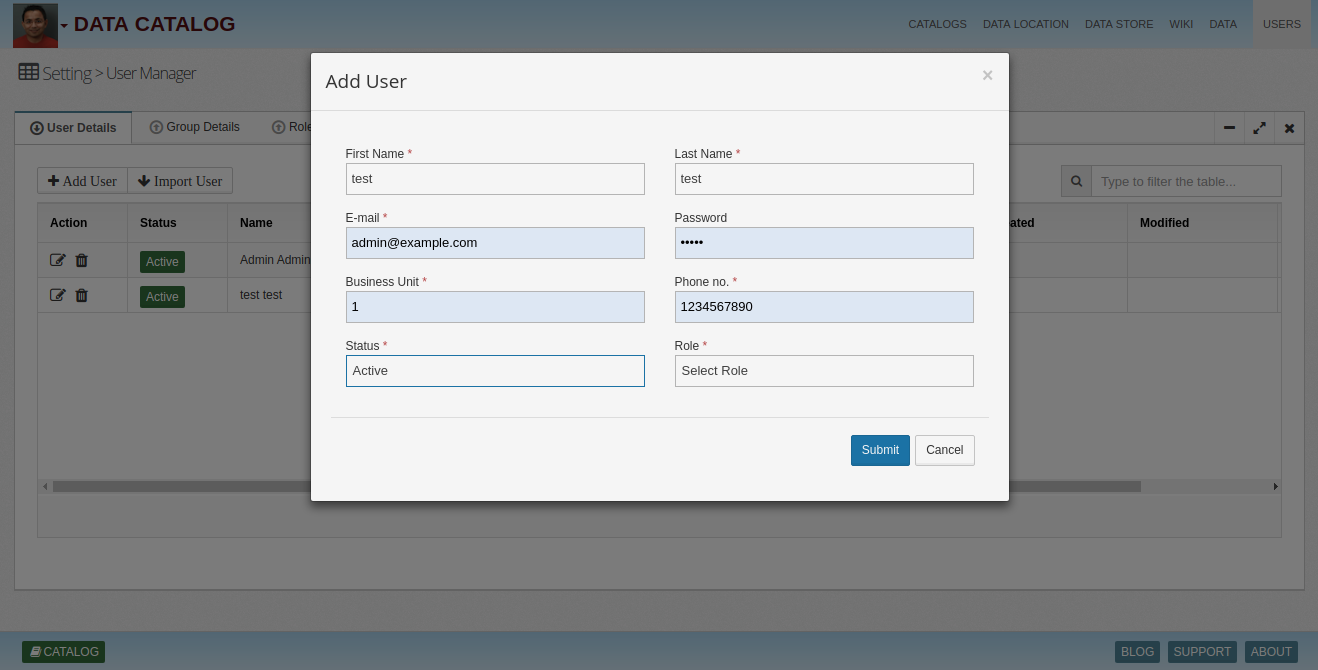 DATA CATALOG
CATALOGS DATA LOCATION DATA STORE WIKI DATA USERS
Setting > User Manager
Add User ×
User Details Group Details Role
First Name * Last Name *
test test
Add User Import User
Type to filter the table...
E-mail * Password
admin@example.com •••••
Action Status Name ated Modified
Active Admin Admin
Business Unit * Phone no. *
1 1234567890
Active test test
Status * Role *
Active Select Role
Submit Cancel
CATALOG BLOG SUPPORT ABOUT